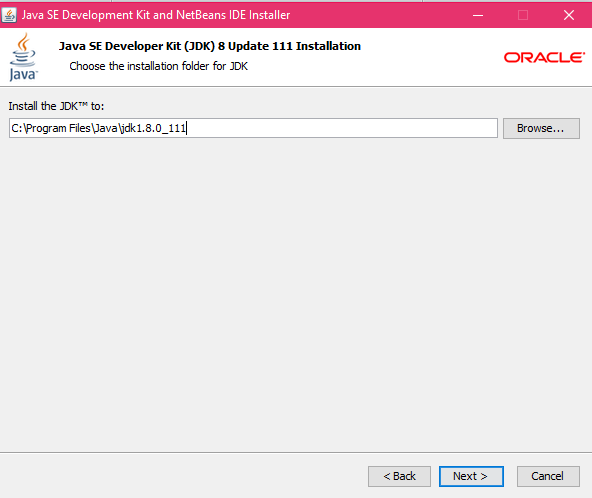 Java SE Development Kit and NetBeans IDE Installer
Java SE Developer Kit (JDK) 8 Update 111 Installation
Choose the installation folder for JDK
Java™
ORACLE®
Install the JDK™ to:
C:\Program Files\Java\jdk1.8.0_111
Browse...
< Back
Next >
Cancel